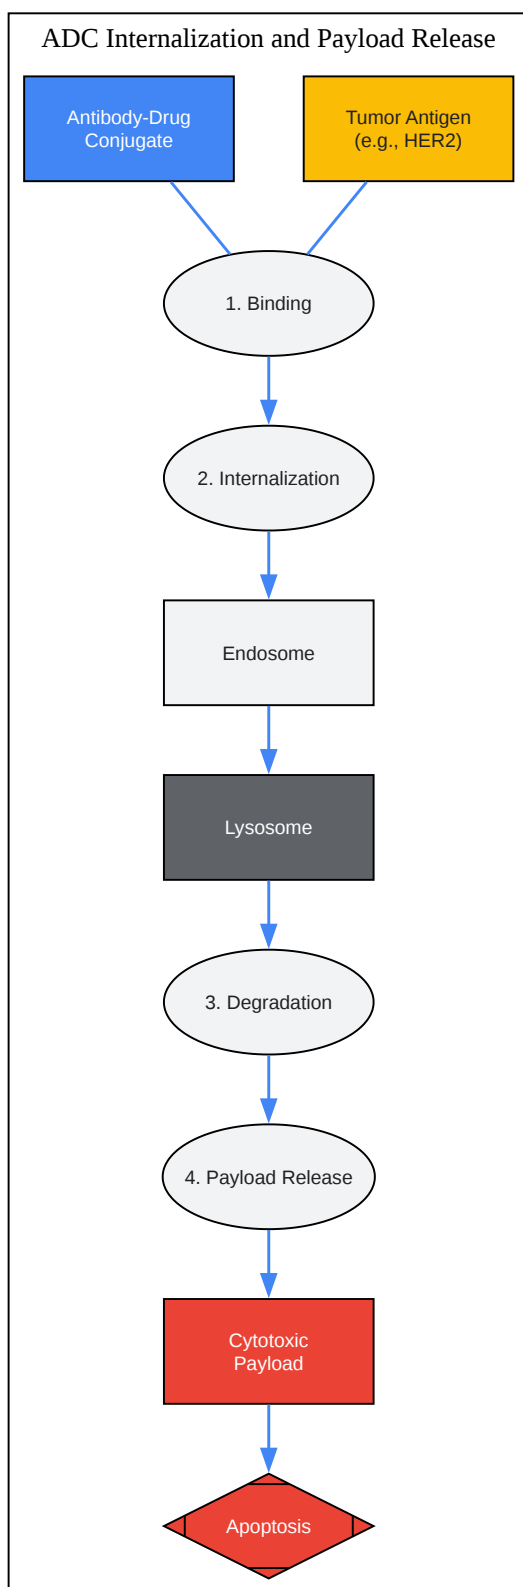 ADC Internalization and Payload Release
Antibody-Drug
Conjugate
Tumor Antigen
(e.g., HER2)
1. Binding
2. Internalization
Endosome
Lysosome
3. Degradation
4. Payload Release
Cytotoxic
Payload
Apoptosis